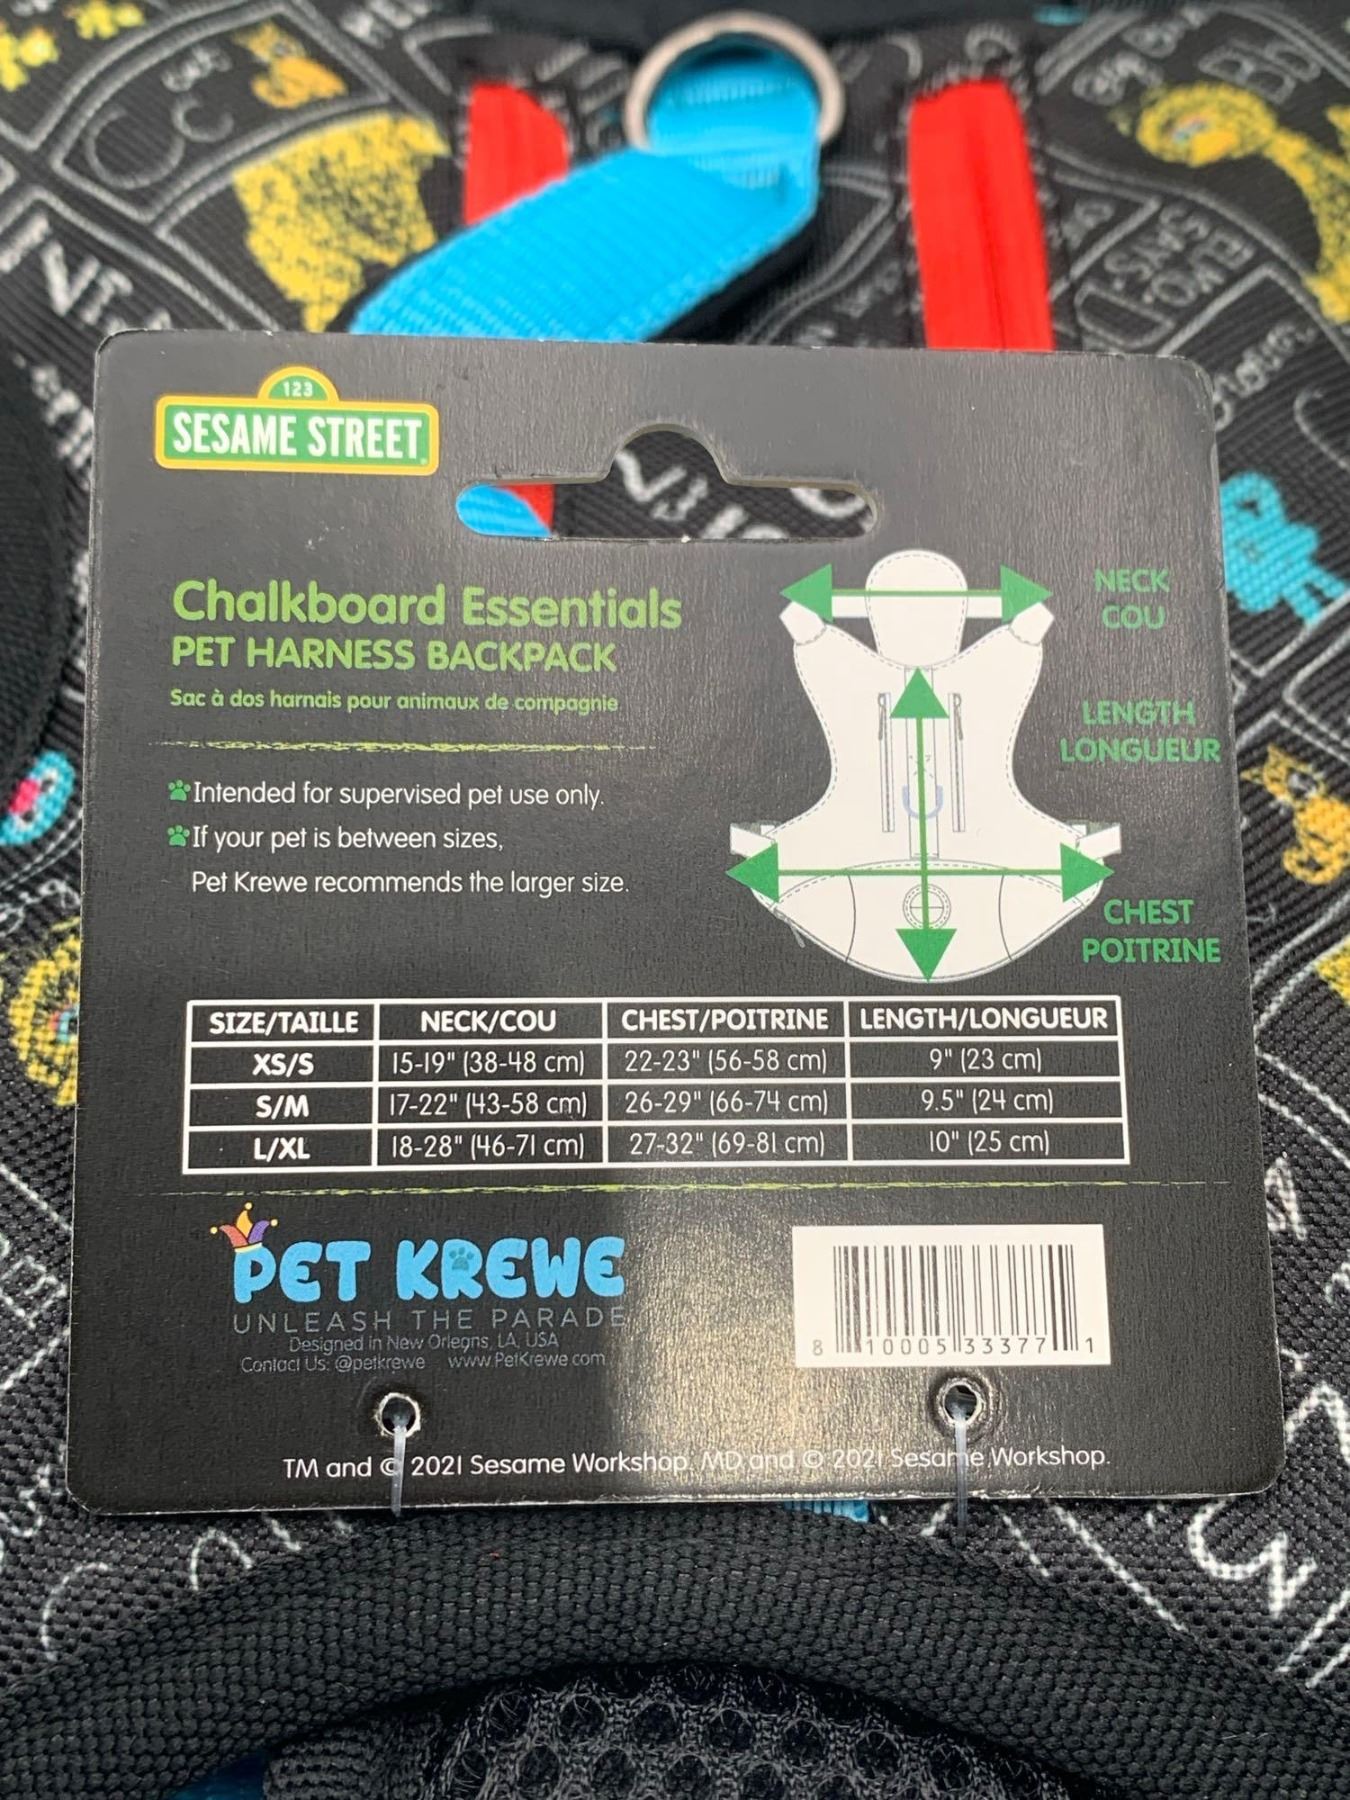 123
SESAME STREET
Chalkboard Essentials
PET HARNESS BACKPACK
Sac à dos harnais pour animaux de compagnie
Intended for supervised pet use only.
If your pet is between sizes,
Pet Krewe recommends the larger size.
NECK
COU
LENGTH
LONGUEUR
CHEST
POITRINE
SIZE/TAILLE NECK/COU CHEST/POITRINE LENGTH/LONGUEUR
XS/S 15-19" (38-48 cm) 22-23" (56-58 cm) 9" (23 cm)
S/M 17-22" (43-58 cm) 26-29" (66-74 cm) 9.5" (24 cm)
L/XL 18-28" (46-71 cm) 27-32" (69-81 cm) 10" (25 cm)
PET KREWE
UNLEASH THE PARADE
Designed in New Orleans, LA, USA
Contact Us: @petkrewe www.PetKrewe.com
8 10005 33377 1
TM and © 2021 Sesame Workshop. MD and © 2021 Sesame Workshop.